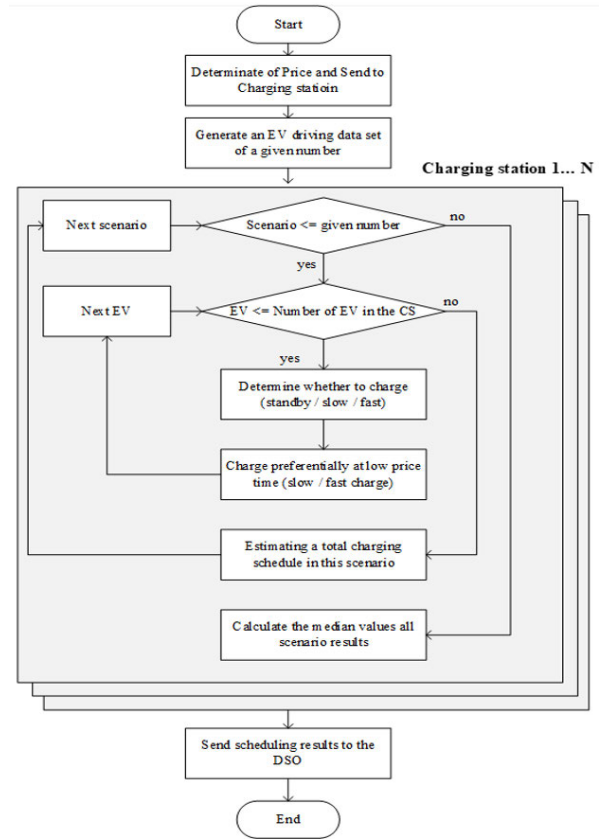 Start
Determinate of Price and Send to
Charging statioin
Generate an EV driving data set
of a given number
Charging station 1... N
Next scenario
Scenario <= given number
no
yes
Next EV
EV <= Number of EV in the CS
no
yes
Determine whether to charge
(standby / slow / fast)
Charge preferentially at low price
time (slow / fast charge)
Estimating a total charging
schedule in this scenario
Calculate the median values all
scenario results
Send scheduling results to the
DSO
End